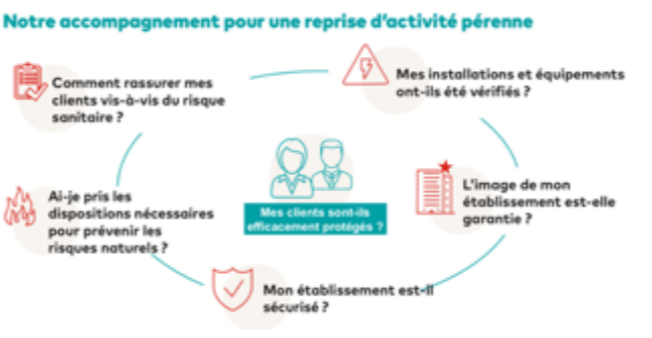 Notre accompagnement pour une reprise d'activité pérenne
Comment rassurer mes
clients vis-à-vis du risque
sanitaire ?
Mes installations et équipements
ont-ils été vérifiés ?
Ai-je pris les
dispositions nécessaires
pour prévenir les
risques naturels ?
Mes clients sont-ils
efficacement protégés ?
L'image de mon
établissement est-elle
garantie ?
Mon établissement est-il
sécurisé ?